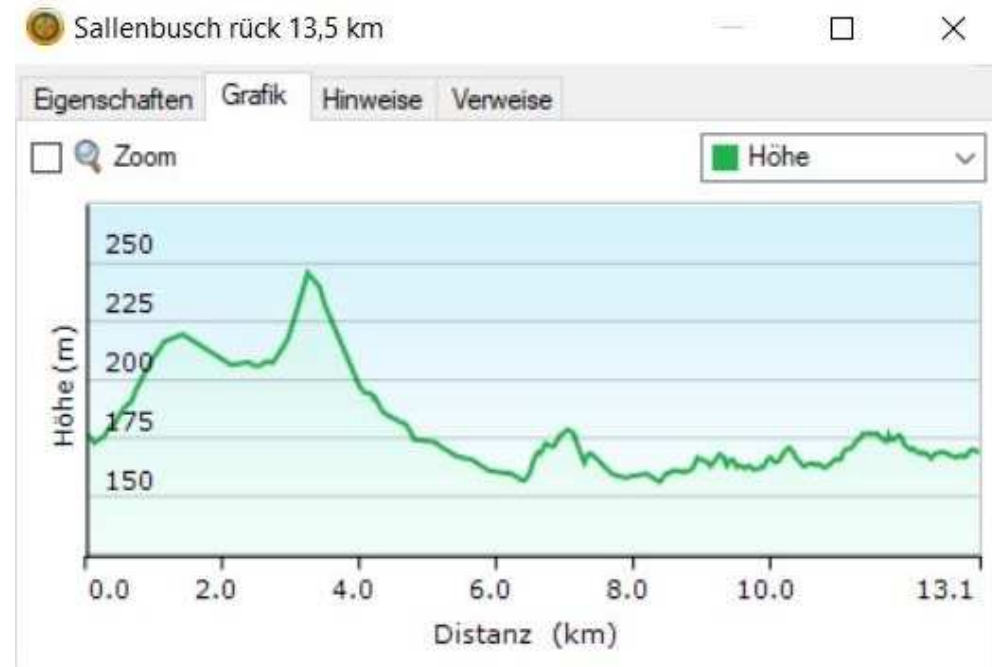 Sallenbusch rück 13,5 km
Eigenschaften Grafik Hinweise Verweise
Zoom Höhe
250
225
200
175
150
Höhe (m)
0.0 2.0 4.0 6.0 8.0 10.0 13.1
Distanz (km)